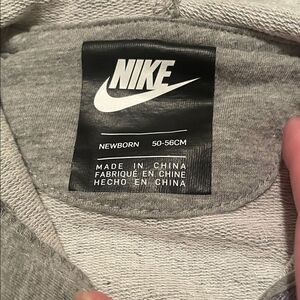 NIKE
NEWBORN 50-56CM
MADE IN CHINA
FABRIQUÉ EN CHINE
HECHO EN CHINA